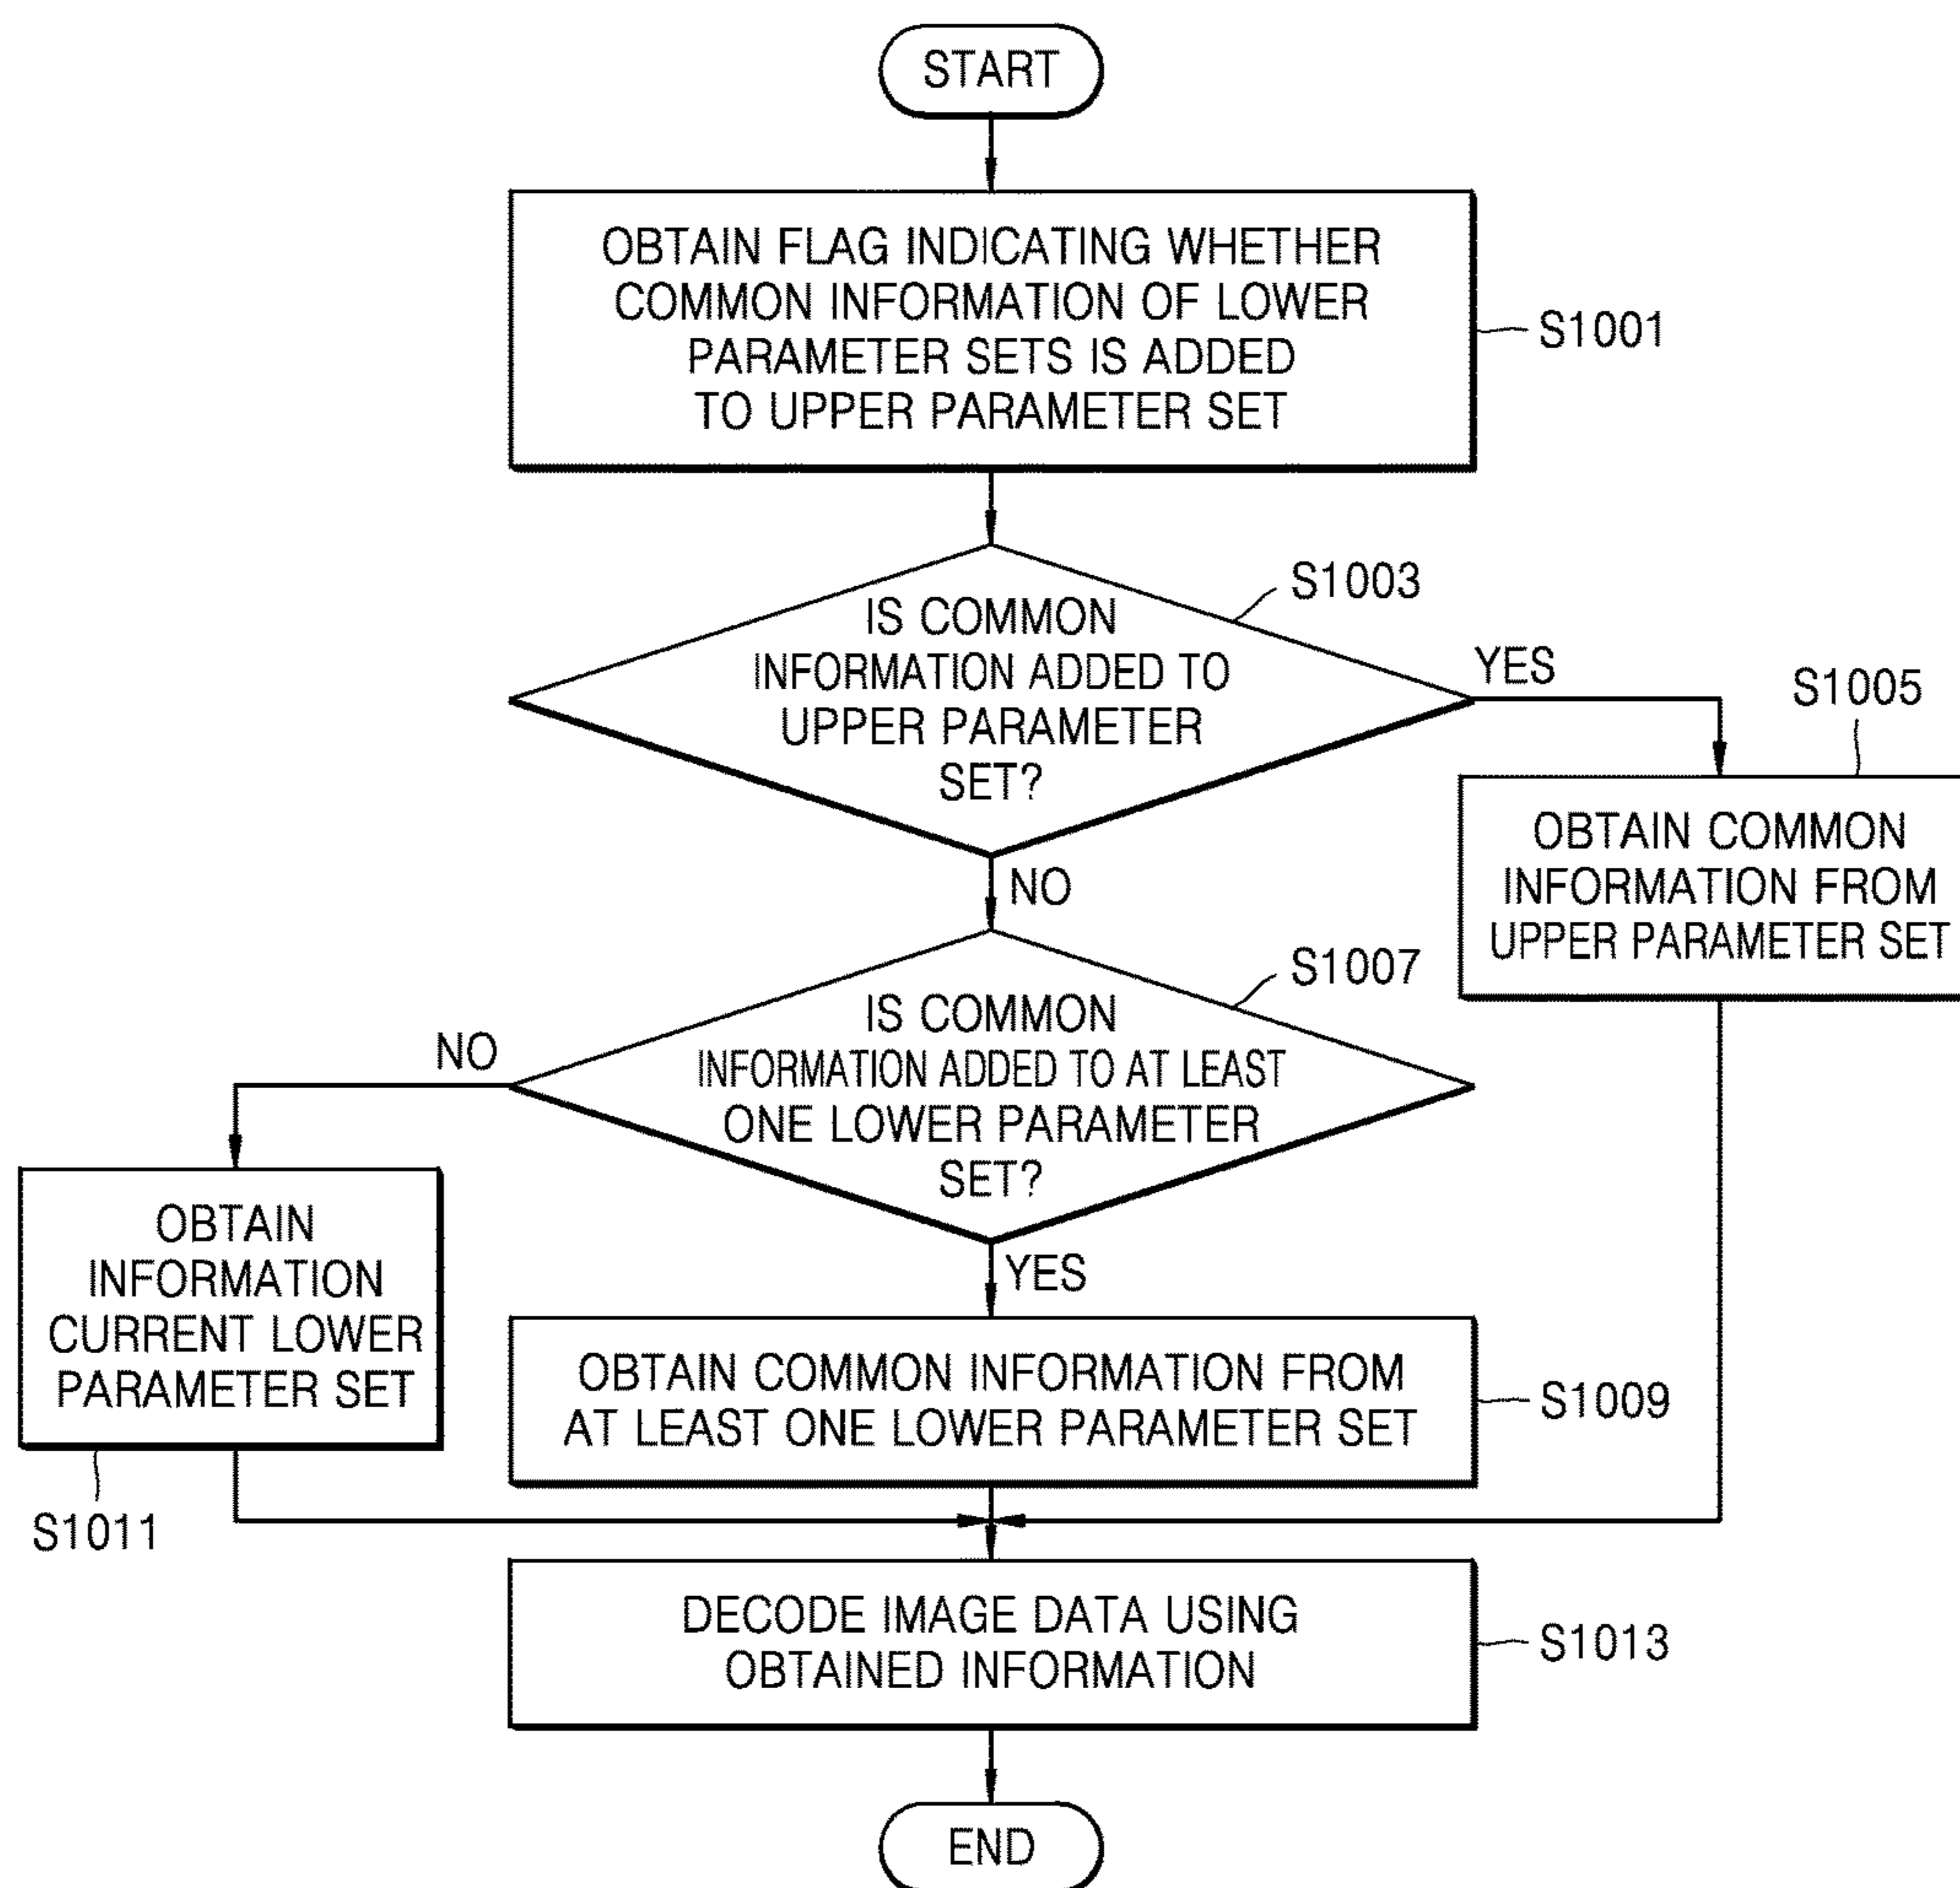 START
OBTAIN FLAG INDICATING WHETHER
COMMON INFORMATION OF LOWER
PARAMETER SETS IS ADDED
TO UPPER PARAMETER SET
S1001
S1003
IS COMMON
INFORMATION ADDED TO
UPPER PARAMETER
SET?
YES
S1005
OBTAIN COMMON
INFORMATION FROM
UPPER PARAMETER SET
NO
S1007
IS COMMON
INFORMATION ADDED TO AT LEAST
ONE LOWER PARAMETER
SET?
NO
OBTAIN
INFORMATION
CURRENT LOWER
PARAMETER SET
S1011
YES
OBTAIN COMMON INFORMATION FROM
AT LEAST ONE LOWER PARAMETER SET
S1009
DECODE IMAGE DATA USING
OBTAINED INFORMATION
S1013
END